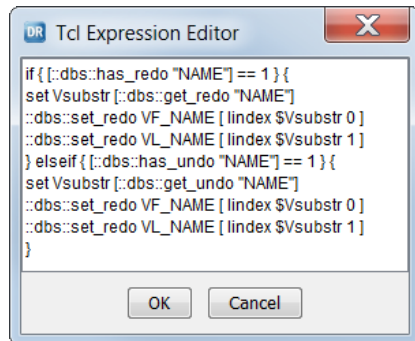 DR Tcl Expression Editor X
if { [::dbs::has_redo "NAME"] == 1 } {
set Vsubstr [::dbs::get_redo "NAME"]
::dbs::set_redo VF_NAME [ lindex $Vsubstr 0 ]
::dbs::set_redo VL_NAME [ lindex $Vsubstr 1 ]
} elseif { [::dbs::has_undo "NAME"] == 1 } {
set Vsubstr [::dbs::get_undo "NAME"]
::dbs::set_redo VF_NAME [ lindex $Vsubstr 0 ]
::dbs::set_redo VL_NAME [ lindex $Vsubstr 1 ]
}
OK Cancel